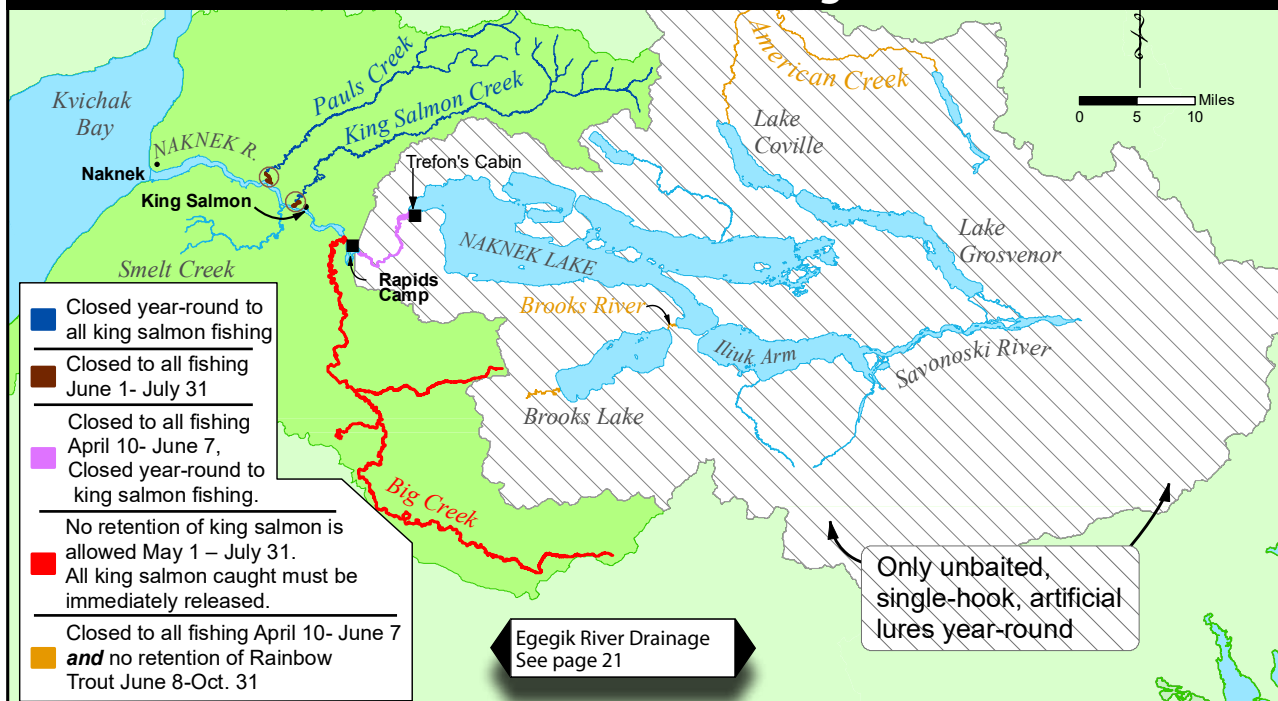 Pauls Creek
King Salmon Creek
American Creek
Kvichak
Bay
NAKNEK R.
Naknek
King Salmon
Trefon's Cabin
Lake
Coville
Miles
0 5 10
Smelt Creek
Rapids
Camp
NAKNEK LAKE
Lake
Grosvenor
Brooks River
Iliuk Arm
Savonoski River
Brooks Lake
Big Creek
Closed year-round to
all king salmon fishing
Closed to all fishing
June 1- July 31
Closed to all fishing
April 10- June 7,
Closed year-round to
king salmon fishing.
No retention of king salmon is
allowed May 1 – July 31.
All king salmon caught must be
immediately released.
Closed to all fishing April 10- June 7
and no retention of Rainbow
Trout June 8-Oct. 31
Egegik River Drainage
See page 21
Only unbaited,
single-hook, artificial
lures year-round